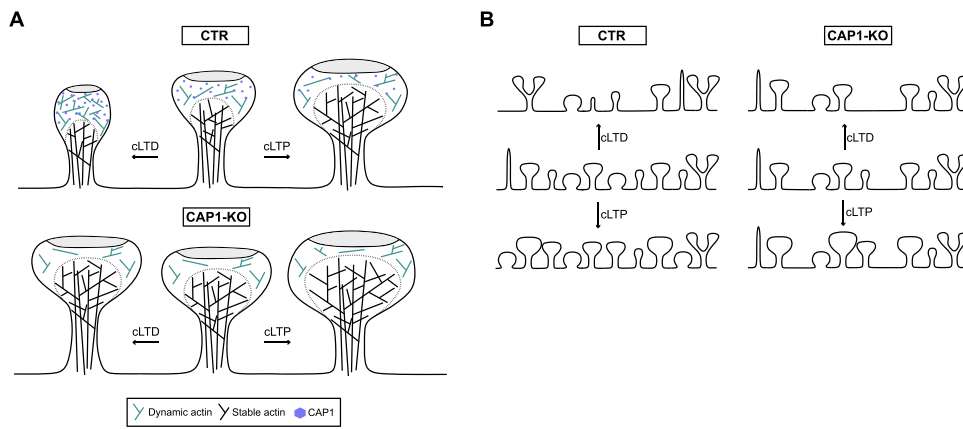 A
CTR
cLTD
cLTP
CAP1-KO
cLTD
cLTP
Dynamic actin
Stable actin
CAP1
B
CTR
CAP1-KO
cLTD
cLTD
cLTP
cLTP